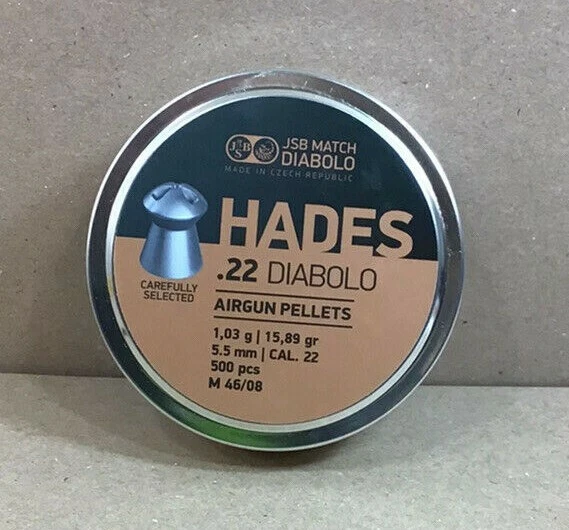 JSB
JSB MATCH
DIABOLO
MADE IN CZECH REPUBLIC
HADES
.22 DIABOLO
CAREFULLY
SELECTED
AIRGUN PELLETS
1,03 g | 15,89 gr
5.5 mm | CAL. 22
500 pcs
M 46/08